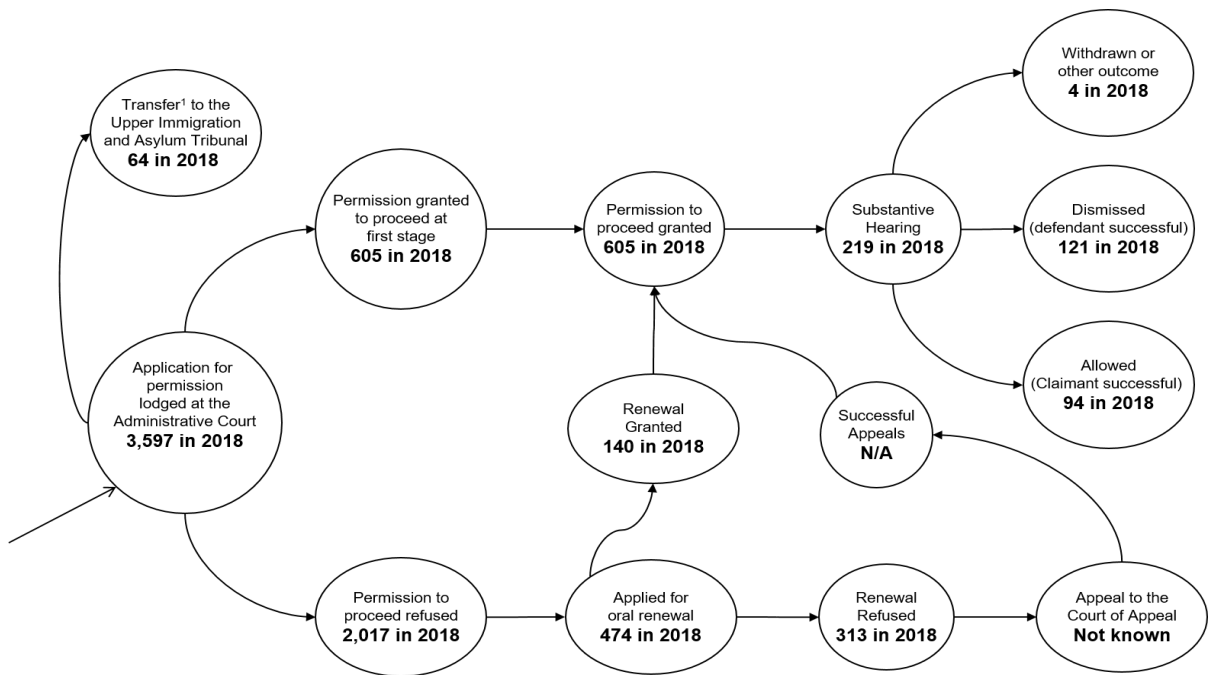 Transfer¹ to the
Upper Immigration
and Asylum Tribunal
64 in 2018
Application for
permission
lodged at the
Administrative Court
3,597 in 2018
Permission granted
to proceed at
first stage
605 in 2018
Permission to
proceed granted
605 in 2018
Substantive
Hearing
219 in 2018
Withdrawn or
other outcome
4 in 2018
Dismissed
(defendant successful)
121 in 2018
Allowed
(Claimant successful)
94 in 2018
Renewal
Granted
140 in 2018
Successful
Appeals
N/A
Permission to
proceed refused
2,017 in 2018
Applied for
oral renewal
474 in 2018
Renewal
Refused
313 in 2018
Appeal to the
Court of Appeal
Not known